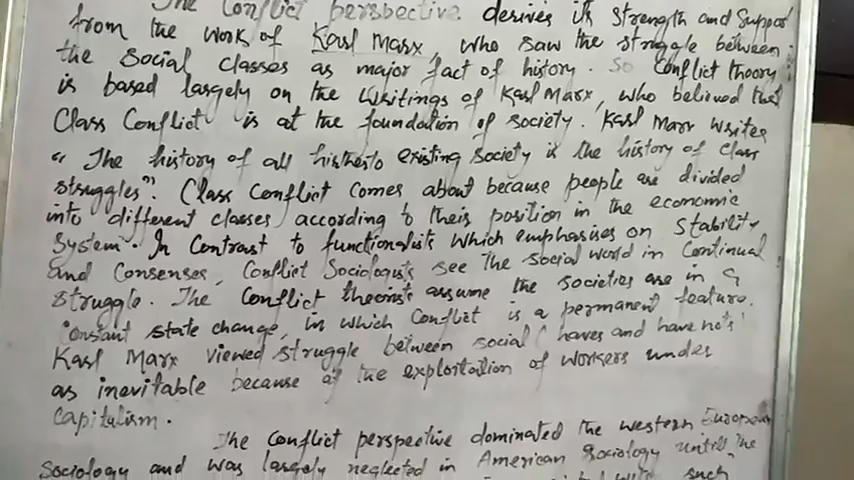 The Conflict perspective derives its strength and Support
from the work of Karl Marx, who saw the struggle between
the Social classes as major fact of history. So Conflict theory
is based largely on the writings of Karl Marx, who believed that
Class Conflict is at the foundation of society. Karl Marx writes
"The history of all hitherto existing Society is the history of class
struggles". Class Conflict comes about because people are divided
into different classes according to their position in the economic
System. In Contrast to functionalists which emphasises on Stability
and Consenses, Conflict Sociologists see the social world in Continual
struggle. The Conflict theorists assume the societies are in a
Constant state change, in which Conflict is a permanent feature.
Karl Marx viewed struggle between social 'haves and have nots'
as inevitable because of the exploitation of workers under
Capitalism.
The Conflict perspective dominated the western European
Sociology and was largely neglected in American Sociology untill the
such